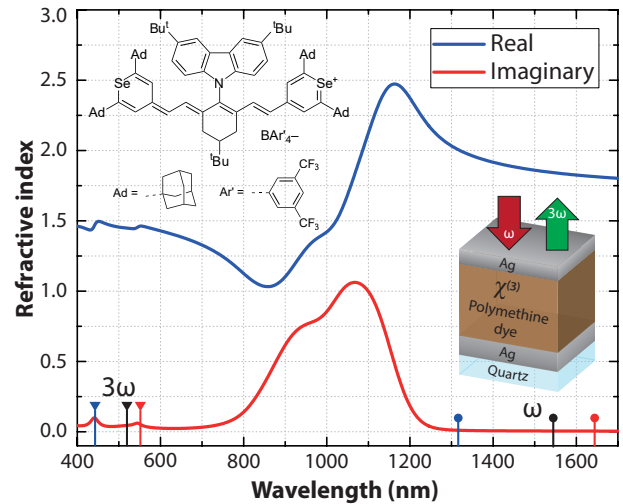 3.0
2.5
2.0
1.5
1.0
0.5
0.0
Refractive index
400
600
800
1000
1200
1400
1600
Wavelength (nm)
Real
Imaginary
Buᵗ
ᵗBu
Ad
Ad
Se
N
Se⁺
Ad
Ad
BAr'₄–
ᵗBu
Ad =
Ar' =
CF₃
CF₃
ω
3ω
Ag
χ⁽³⁾
Polymethine
dye
Ag
Quartz
3ω
ω